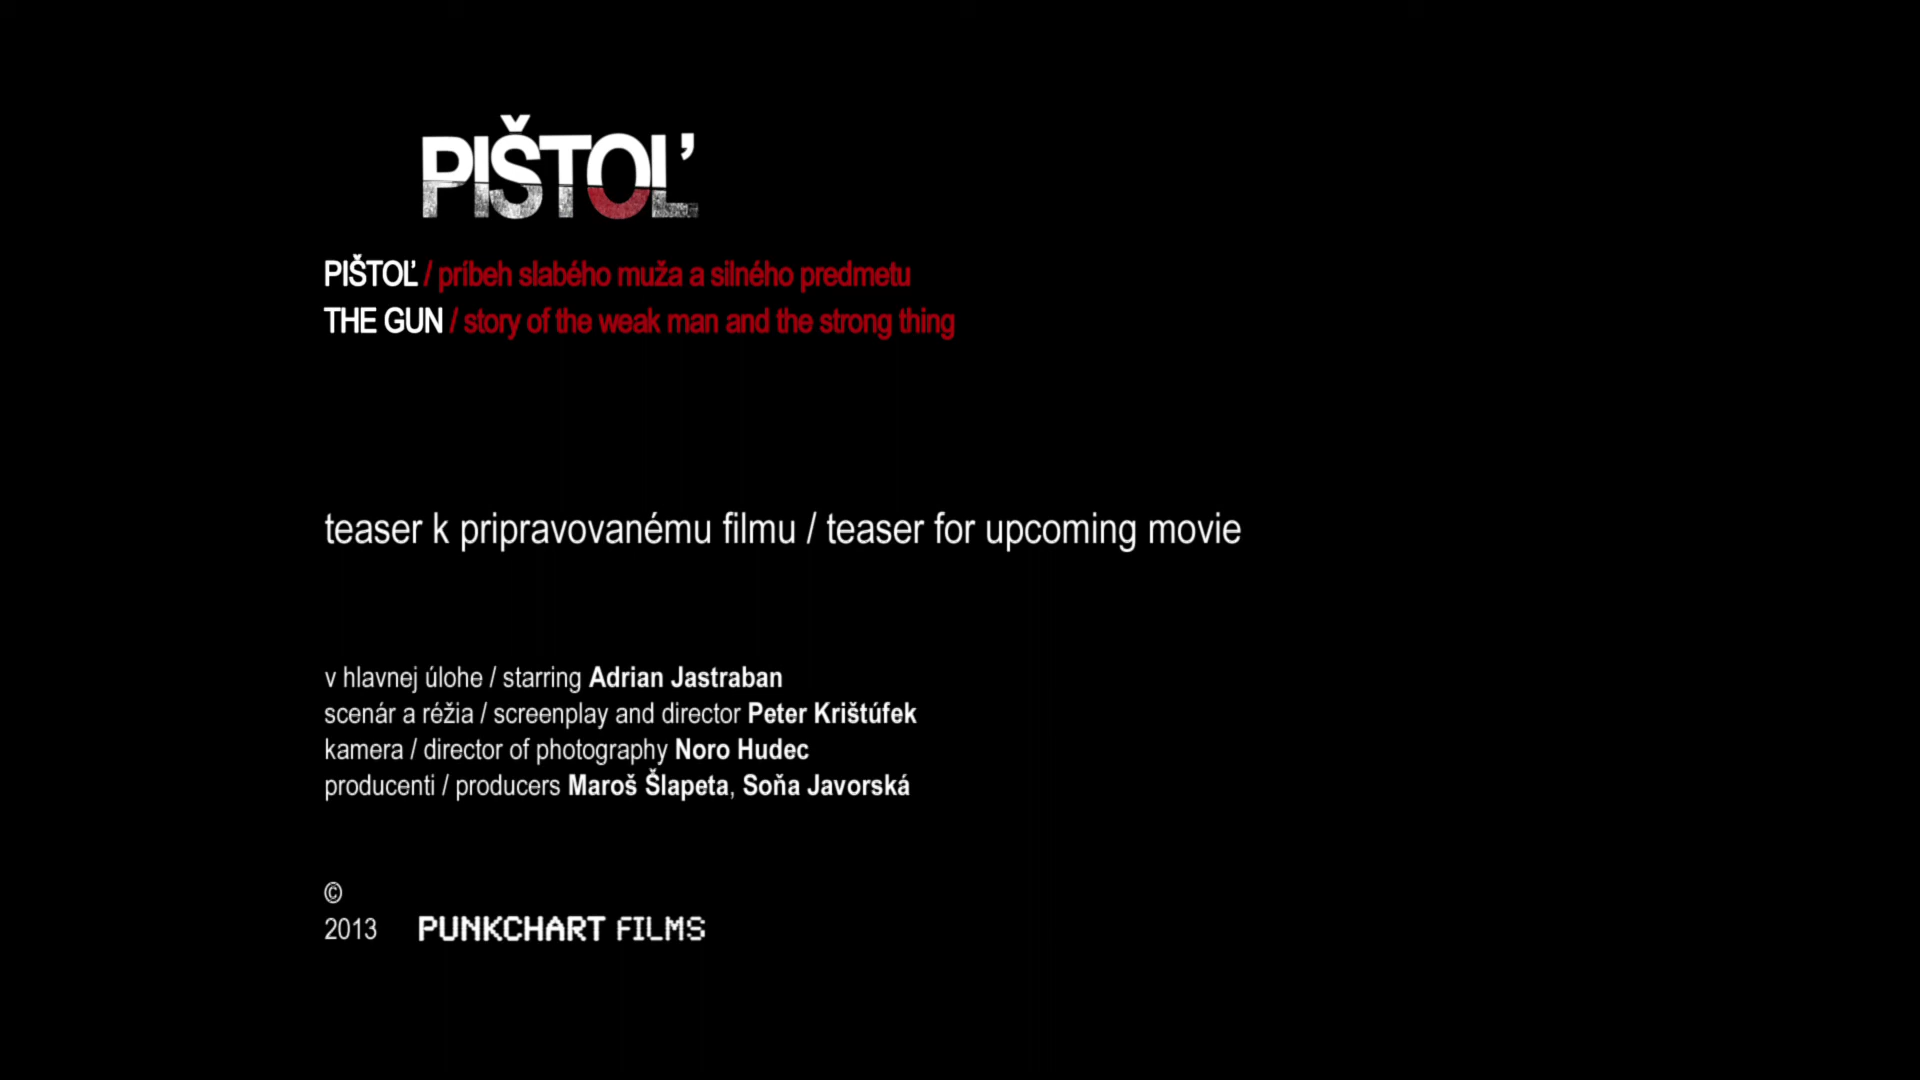 PIŠTOĽ
PIŠTOĽ / príbeh slabého muža a silného predmetu
THE GUN / story of the weak man and the strong thing
teaser k pripravovanému filmu / teaser for upcoming movie
v hlavnej úlohe / starring Adrian Jastraban
scenár a réžia / screenplay and director Peter Krištúfek
kamera / director of photography Noro Hudec
producenti / producers Maroš Šlapeta, Soňa Javorská
©
2013 PUNKCHART FILMS